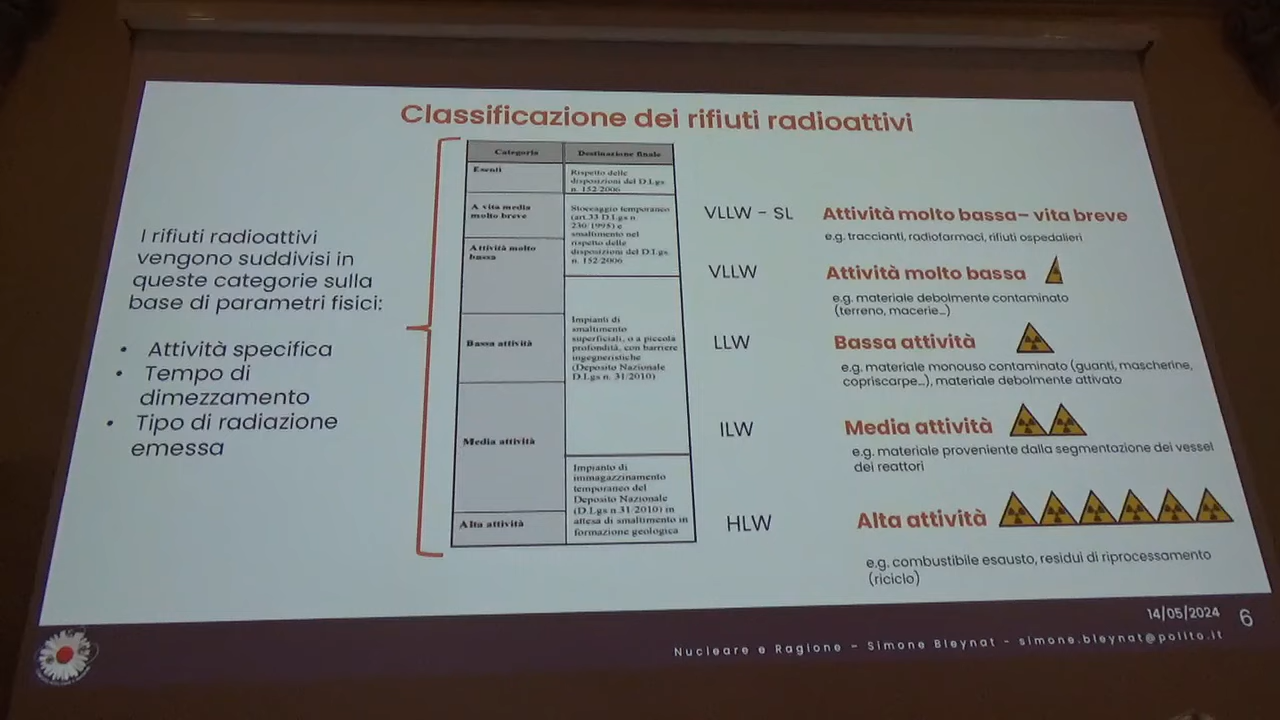 Classificazione dei rifiuti radioattivi
I rifiuti radioattivi
vengono suddivisi in
queste categorie sulla
base di parametri fisici:
• Attività specifica
• Tempo di
dimezzamento
• Tipo di radiazione
emessa
Categoria
Destinazione finale
Esenti
Rispetto delle
disposizioni del D.Lgs
n. 152/2006
A vita media
molto breve
Stoccaggio temporaneo
(art.33 D.Lgs n.
230/1995) e
smaltimento nel
rispetto delle
disposizioni del D.Lgs
n. 152/2006
Attività molto
bassa
Bassa attività
Impianti di
smaltimento
superficiali, o a piccola
profondità, con barriere
ingegneristiche
(Deposito Nazionale
D.Lgs n. 31/2010)
Media attività
Impianto di
immagazzinamento
temporaneo del
Deposito Nazionale
(D.Lgs n.31/2010) in
attesa di smaltimento in
formazione geologica
Alta attività
VLLW - SL
Attività molto bassa– vita breve
e.g. traccianti, radiofarmaci, rifiuti ospedalieri
VLLW
Attività molto bassa
e.g. materiale debolmente contaminato
(terreno, macerie…)
LLW
Bassa attività
e.g. materiale monouso contaminato (guanti, mascherine,
copriscarpe…), materiale debolmente attivato
ILW
Media attività
e.g. materiale proveniente dalla segmentazione dei vessel
dei reattori
HLW
Alta attività
e.g. combustibile esausto, residui di riprocessamento
(riciclo)
14/05/2024 6
Nucleare e Ragione – Simone Bleynat - simone.bleynat@polito.it